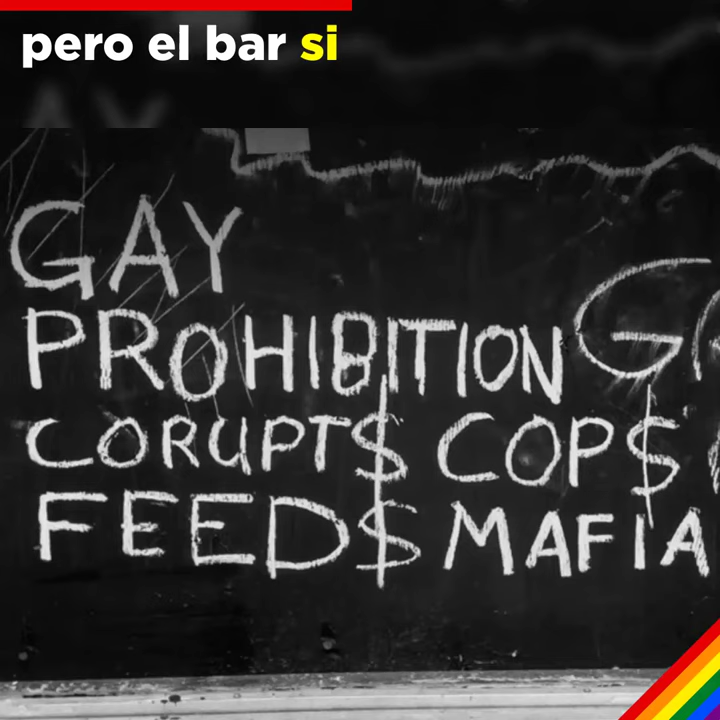 pero el bar si
GAY
PROHIBITION
CORUPT$ COP$
FEED$ MAFIA